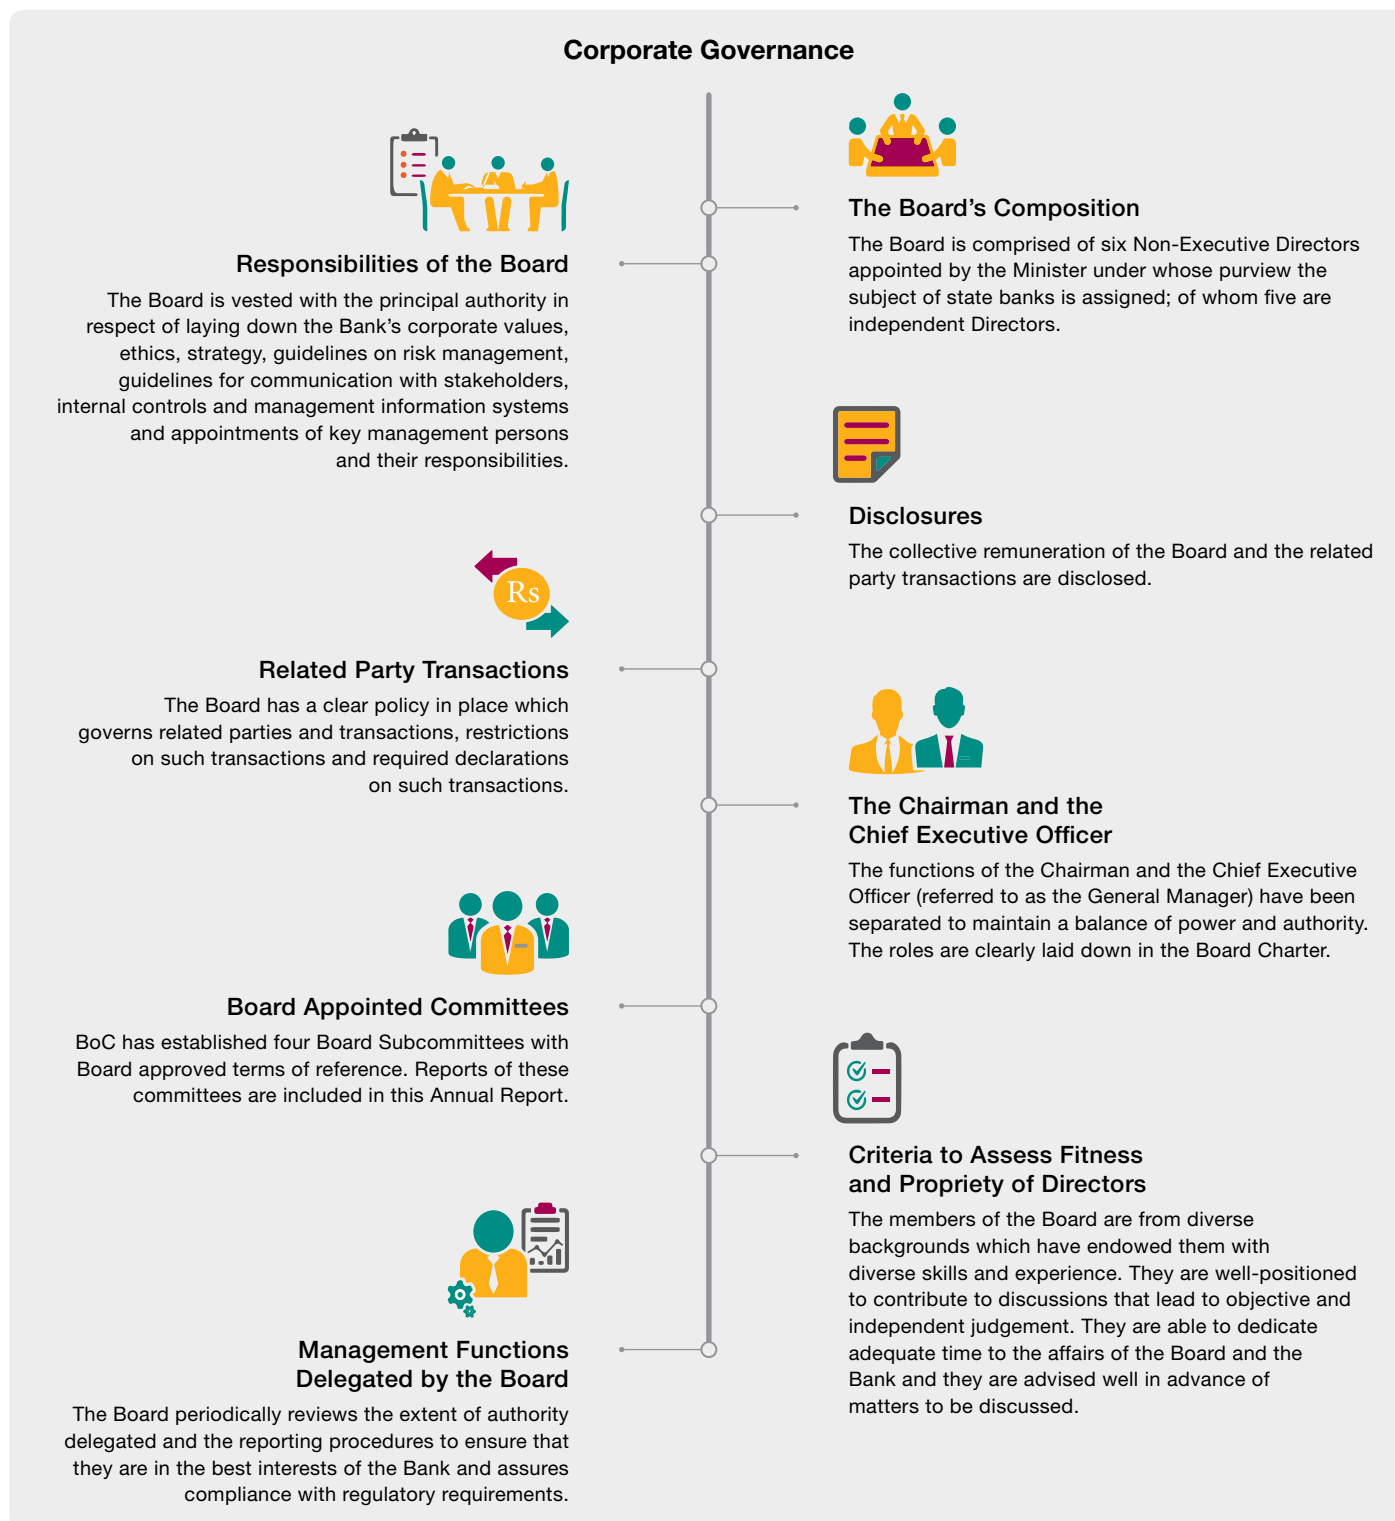 Corporate Governance
The Board’s Composition
The Board is comprised of six Non-Executive Directors
appointed by the Minister under whose purview the
subject of state banks is assigned; of whom five are
independent Directors.
Responsibilities of the Board
The Board is vested with the principal authority in
respect of laying down the Bank’s corporate values,
ethics, strategy, guidelines on risk management,
guidelines for communication with stakeholders,
internal controls and management information systems
and appointments of key management persons
and their responsibilities.
Disclosures
The collective remuneration of the Board and the related
party transactions are disclosed.
Rs
Related Party Transactions
The Board has a clear policy in place which
governs related parties and transactions, restrictions
on such transactions and required declarations
on such transactions.
The Chairman and the
Chief Executive Officer
The functions of the Chairman and the Chief Executive
Officer (referred to as the General Manager) have been
separated to maintain a balance of power and authority.
The roles are clearly laid down in the Board Charter.
Board Appointed Committees
BoC has established four Board Subcommittees with
Board approved terms of reference. Reports of these
committees are included in this Annual Report.
Criteria to Assess Fitness
and Propriety of Directors
The members of the Board are from diverse
backgrounds which have endowed them with
diverse skills and experience. They are well-positioned
to contribute to discussions that lead to objective and
independent judgement. They are able to dedicate
adequate time to the affairs of the Board and the
Bank and they are advised well in advance of
matters to be discussed.
Management Functions
Delegated by the Board
The Board periodically reviews the extent of authority
delegated and the reporting procedures to ensure that
they are in the best interests of the Bank and assures
compliance with regulatory requirements.